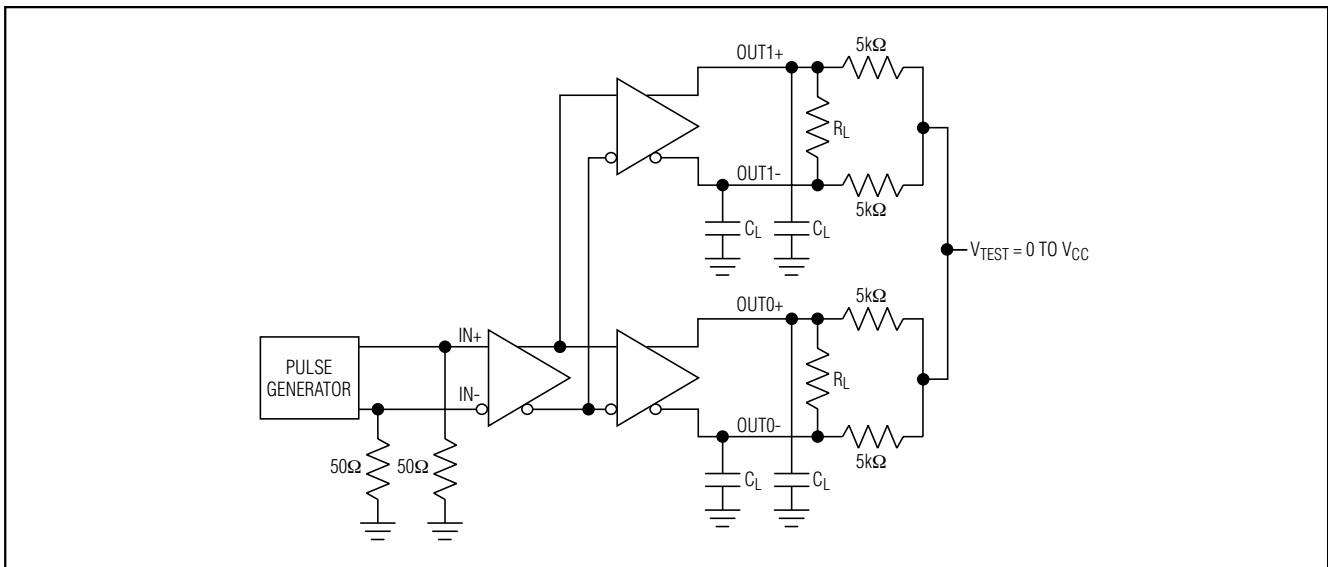 OUT1+
5kΩ
R_L
OUT1-
5kΩ
C_L
C_L
V_TEST = 0 TO V_CC
OUT0+
5kΩ
PULSE
GENERATOR
IN+
IN-
R_L
OUT0-
5kΩ
50Ω
50Ω
C_L
C_L